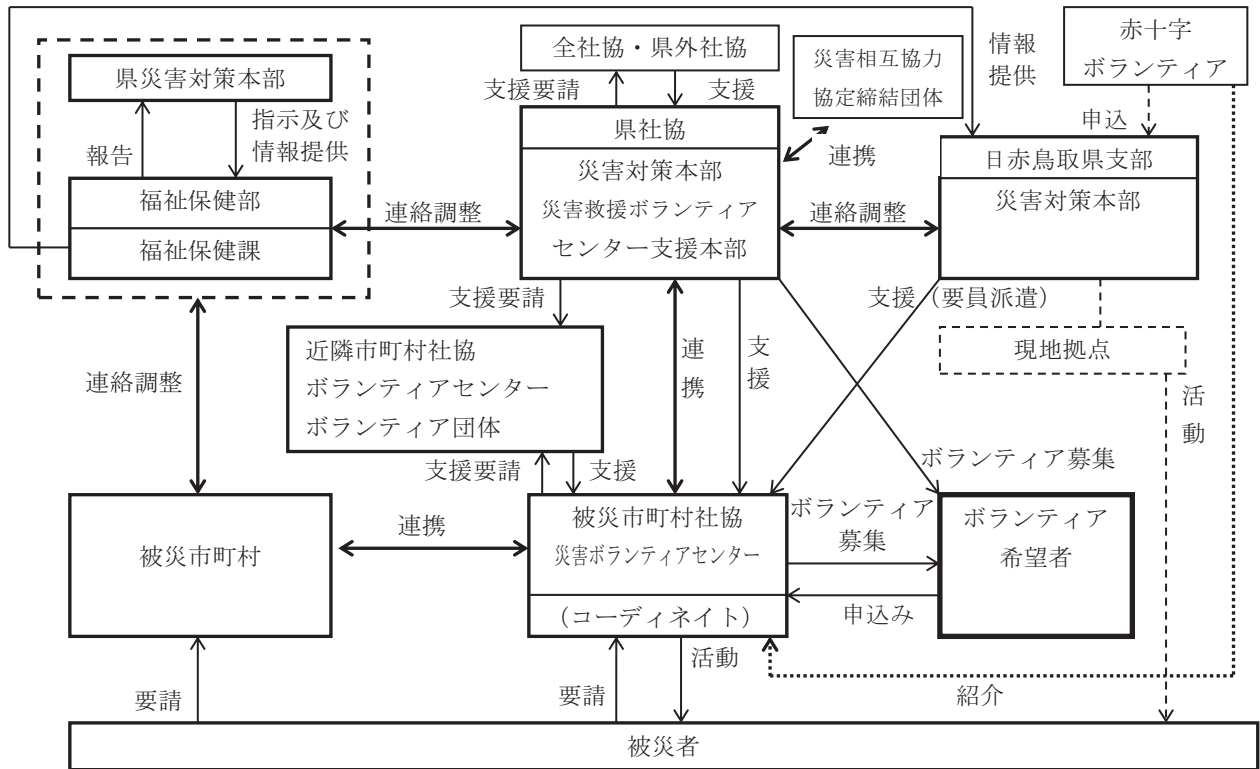 全社協・県外社協
災害相互協力
協定締結団体
情報
提供
赤十字
ボランティア
県災害対策本部
支援要請
支援
申込
指示及び
情報提供
報告
県社協
災害対策本部
災害救援ボランティア
センター支援本部
連携
日赤鳥取県支部
災害対策本部
福祉保健部
福祉保健課
連絡調整
連絡調整
支援要請
支援(要員派遣)
近隣市町村社協
ボランティアセンター
ボランティア団体
連
携
支
援
現地拠点
連絡調整
活
動
支援要請
支援
ボランティア募集
被災市町村
連携
被災市町村社協
災害ボランティアセンター
(コーディネイト)
ボランティア
募集
申込み
ボランティア
希望者
要請
要請
活動
紹介
被災者